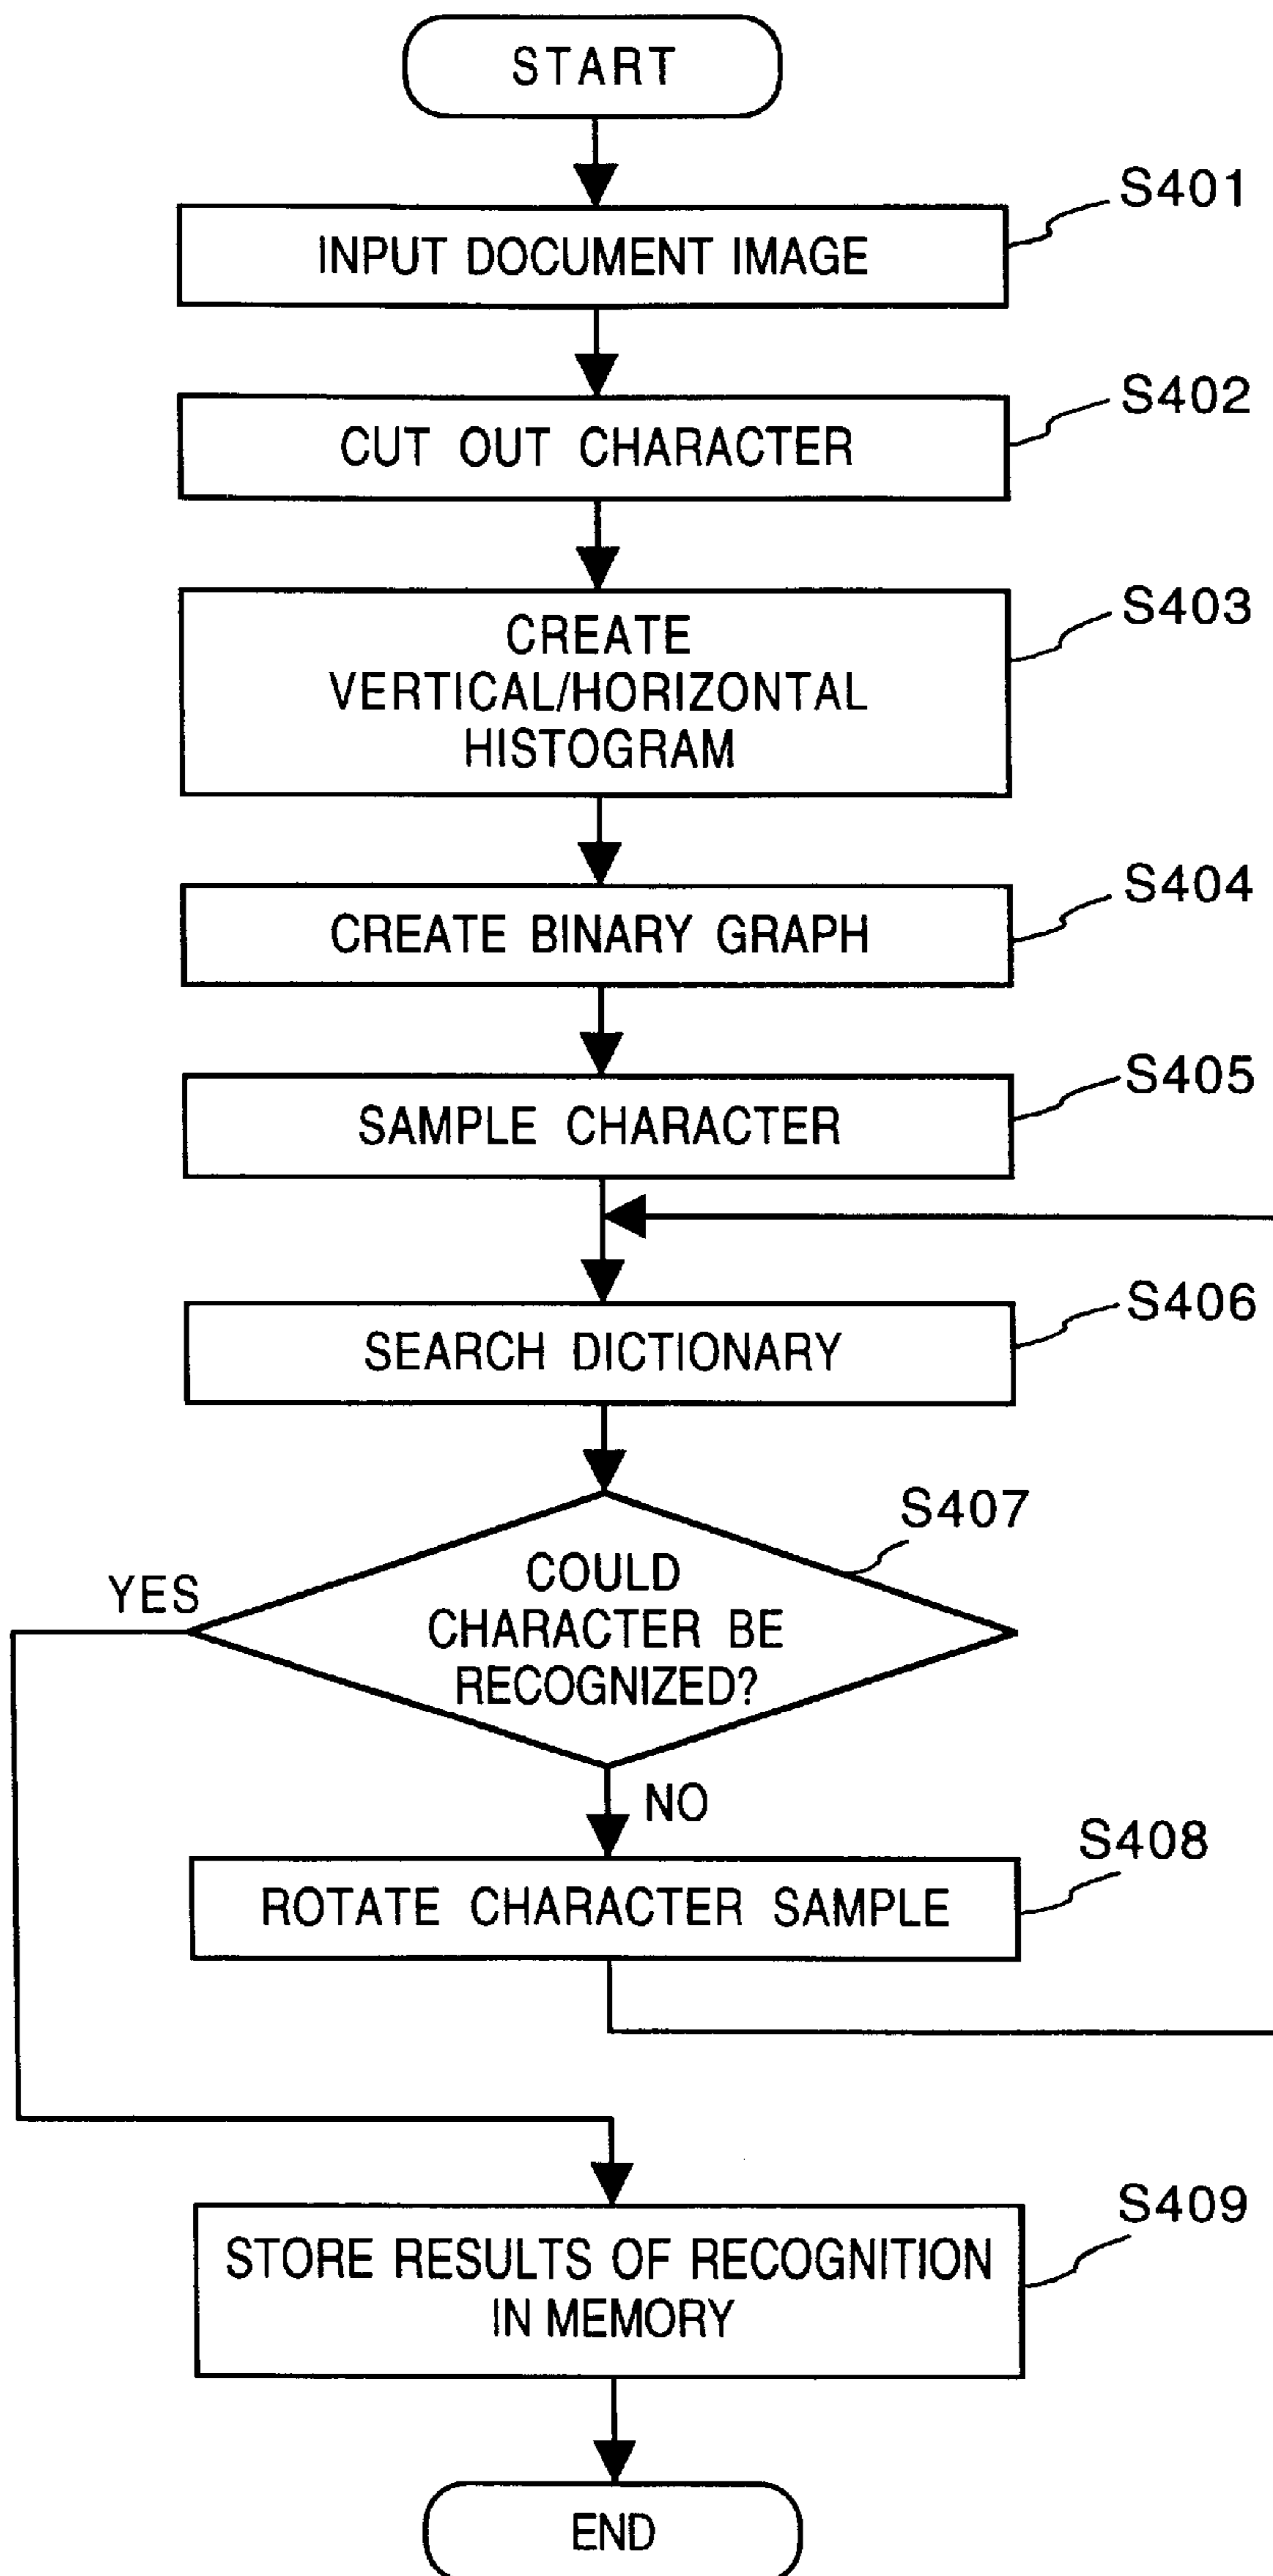 START
S401
INPUT DOCUMENT IMAGE
S402
CUT OUT CHARACTER
S403
CREATE
VERTICAL/HORIZONTAL
HISTOGRAM
S404
CREATE BINARY GRAPH
S405
SAMPLE CHARACTER
S406
SEARCH DICTIONARY
S407
YES
COULD
CHARACTER BE
RECOGNIZED?
NO
S408
ROTATE CHARACTER SAMPLE
S409
STORE RESULTS OF RECOGNITION
IN MEMORY
END